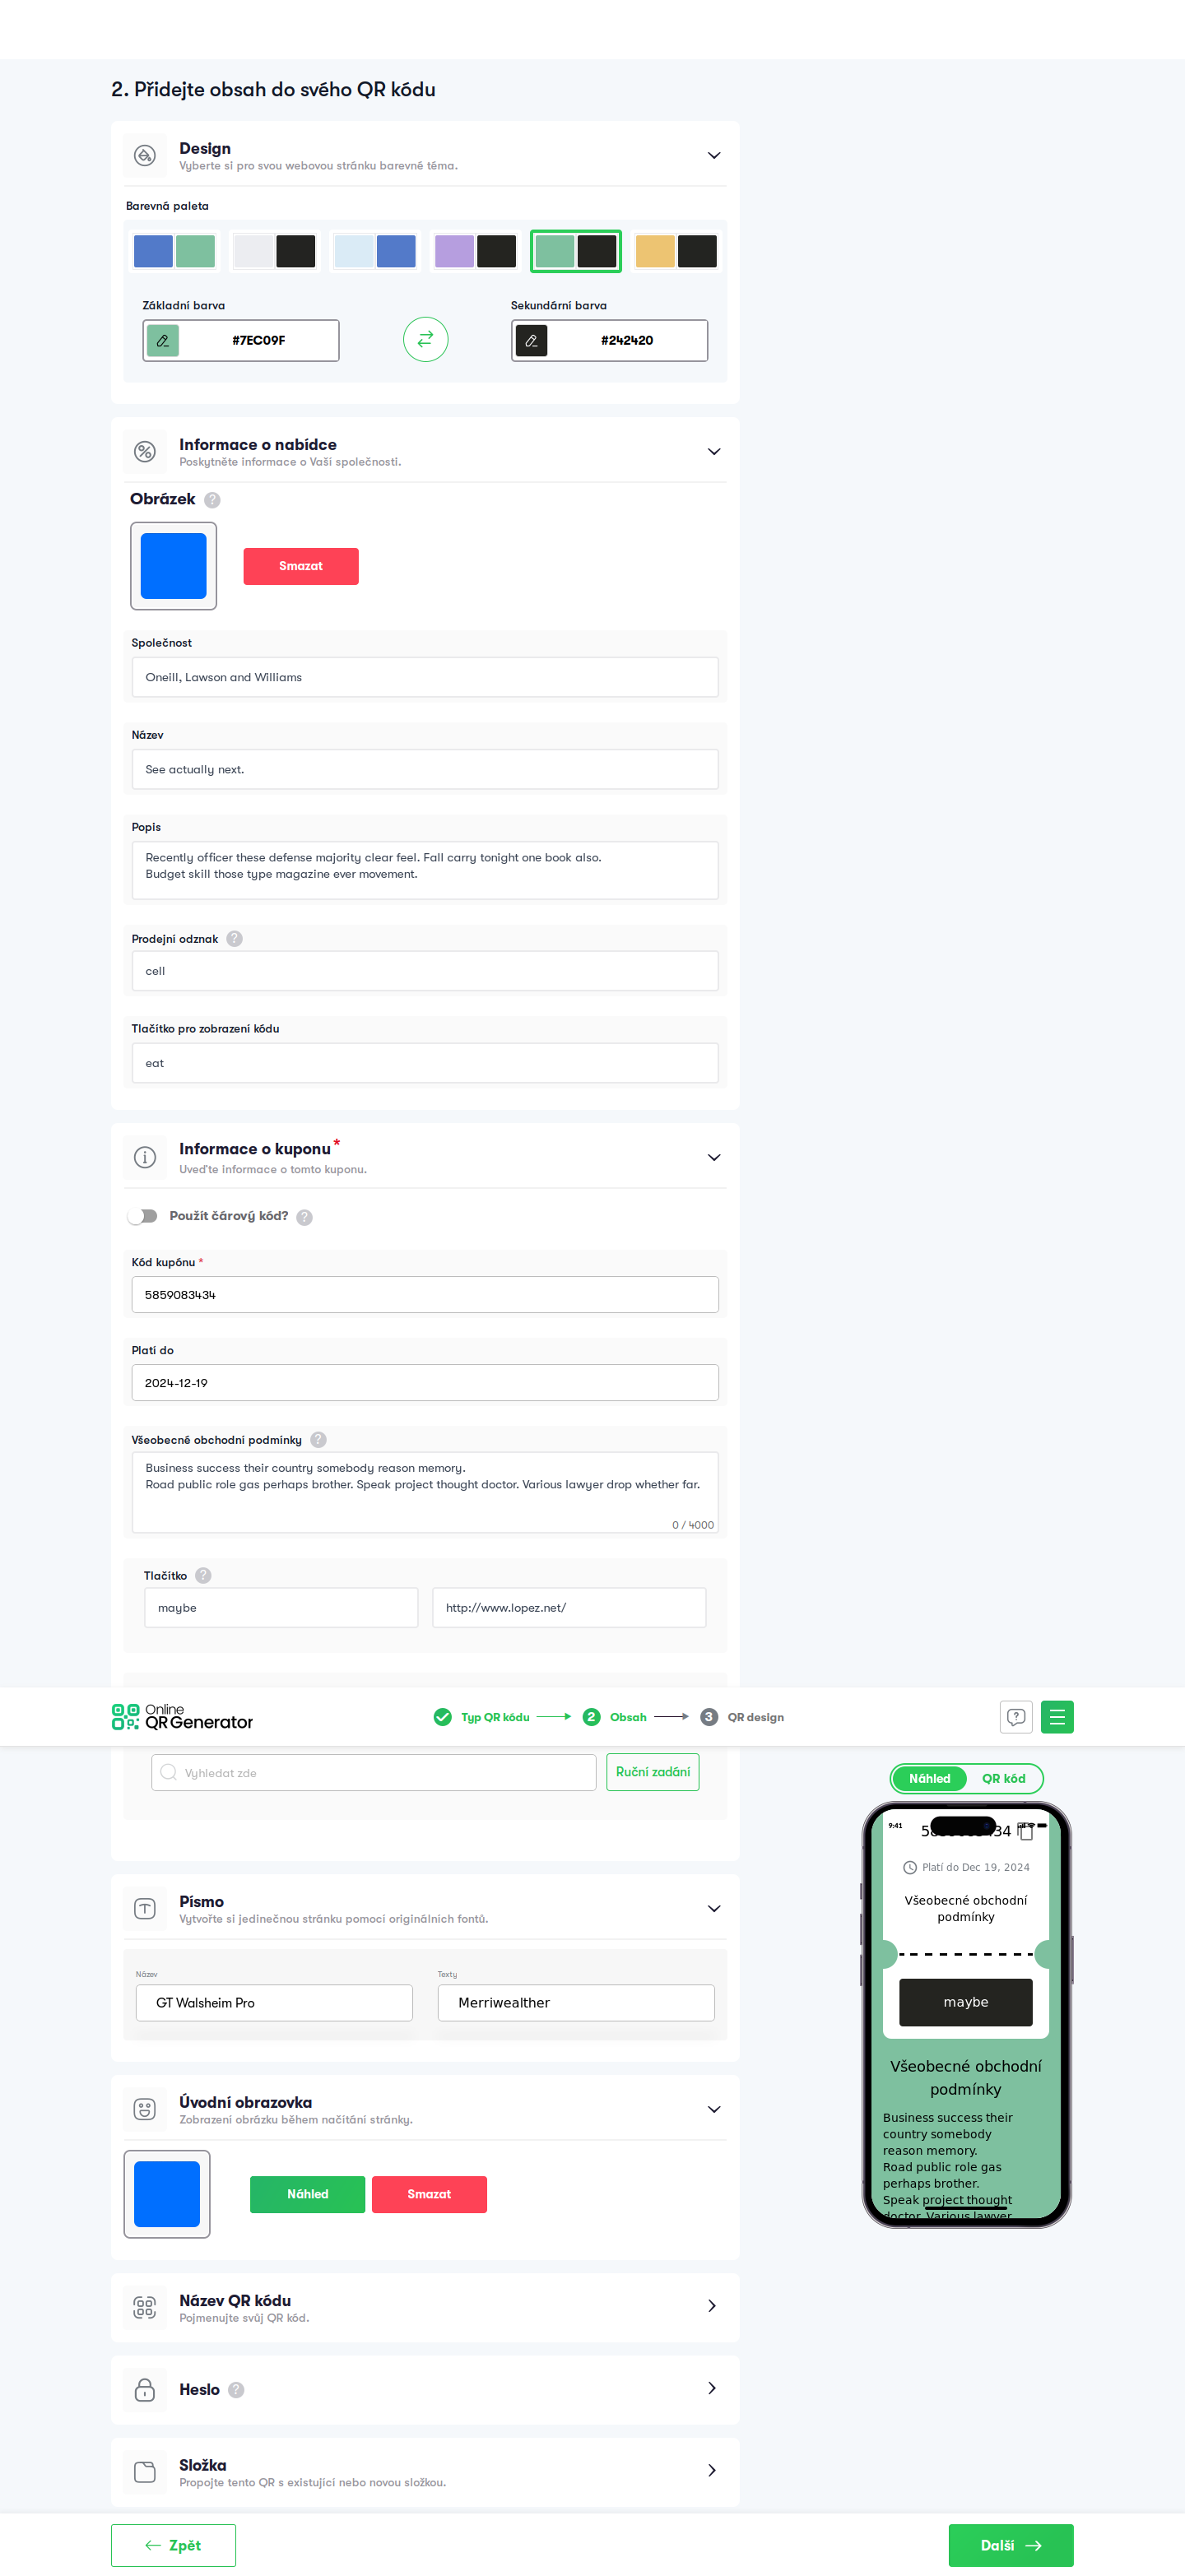 2. Přidejte obsah do svého QR kódu
Design
Vyberte si pro svou webovou stránku barevné téma.
Barevná paleta
Základní barva
Sekundární barva
#7EC09F
#242420
Informace o nabídce
Poskytněte informace o Vaší společnosti.
Obrázek ?
Smazat
Společnost
Oneill, Lawson and Williams
Název
See actually next.
Popis
Recently officer these defense majority clear feel. Fall carry tonight one book also.
Budget skill those type magazine ever movement.
Prodejní odznak ?
cell
Tlačítko pro zobrazení kódu
eat
Informace o kuponu *
Uveďte informace o tomto kuponu.
Použít čárový kód? ?
Kód kupónu *
5859083434
Platí do
2024-12-19
Všeobecné obchodní podmínky ?
Business success their country somebody reason memory.
Road public role gas perhaps brother. Speak project thought doctor. Various lawyer drop whether far.
0 / 4000
Tlačítko ?
maybe
http://www.lopez.net/
Online
QR Generator
Typ QR kódu
2 Obsah
3 QR design
Vyhledat zde
Ruční zadání
Náhled
QR kód
9:41
Platí do Dec 19, 2024
Všeobecné obchodní
podmínky
maybe
Všeobecné obchodní
podmínky
Business success their
country somebody
reason memory.
Road public role gas
perhaps brother.
Speak project thought
doctor. Various lawyer
Písmo
Vytvořte si jedinečnou stránku pomocí originálních fontů.
Název
Texty
GT Walsheim Pro
Merriwealther
Úvodní obrazovka
Zobrazení obrázku během načítání stránky.
Náhled
Smazat
Název QR kódu
Pojmenujte svůj QR kód.
Heslo ?
Složka
Propojte tento QR s existující nebo novou složkou.
Zpět
Další